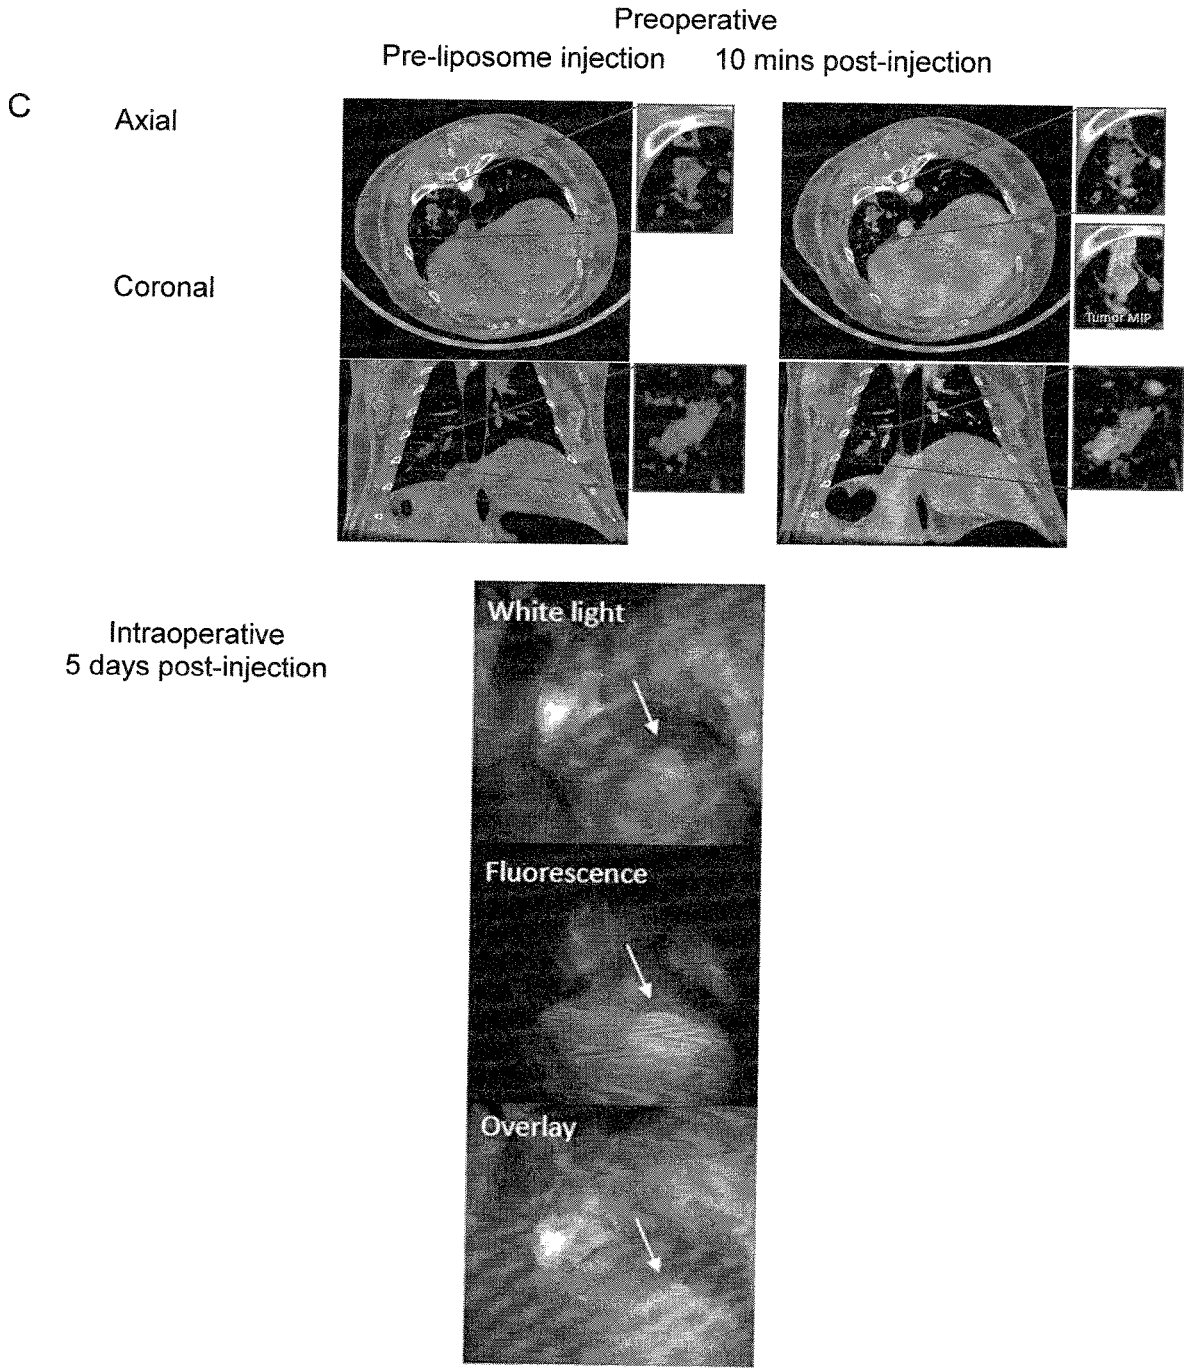 Preoperative
Pre-liposome injection 10 mins post-injection
C
Axial
Coronal
Tumor MIP
Intraoperative
5 days post-injection
White light
Fluorescence
Overlay